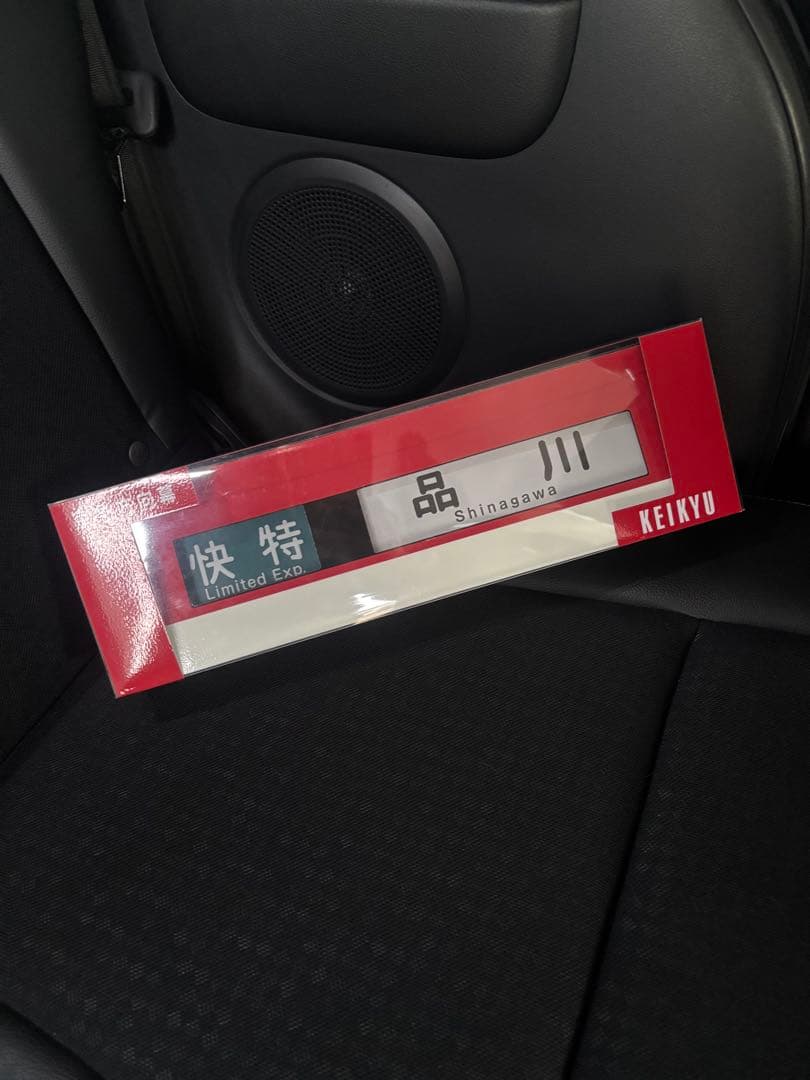 快特
Limited Exp.
品川
Shinagawa
KEIKYU